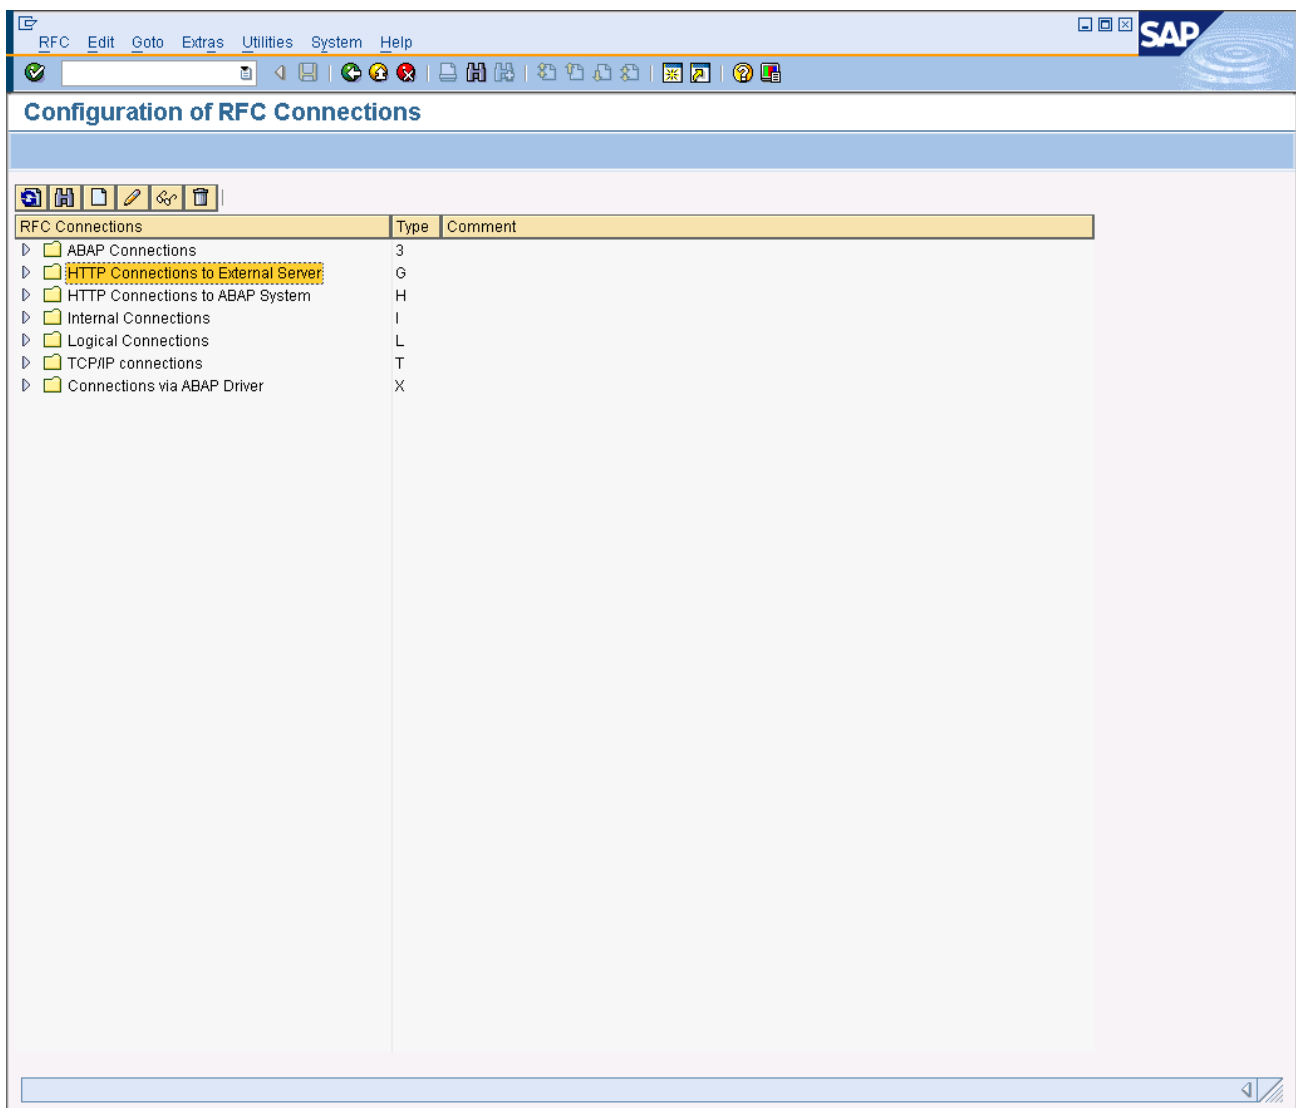 RFC Edit Goto Extras Utilities System Help
SAP
Configuration of RFC Connections
RFC Connections Type Comment
ABAP Connections 3
HTTP Connections to External Server G
HTTP Connections to ABAP System H
Internal Connections I
Logical Connections L
TCP/IP connections T
Connections via ABAP Driver X